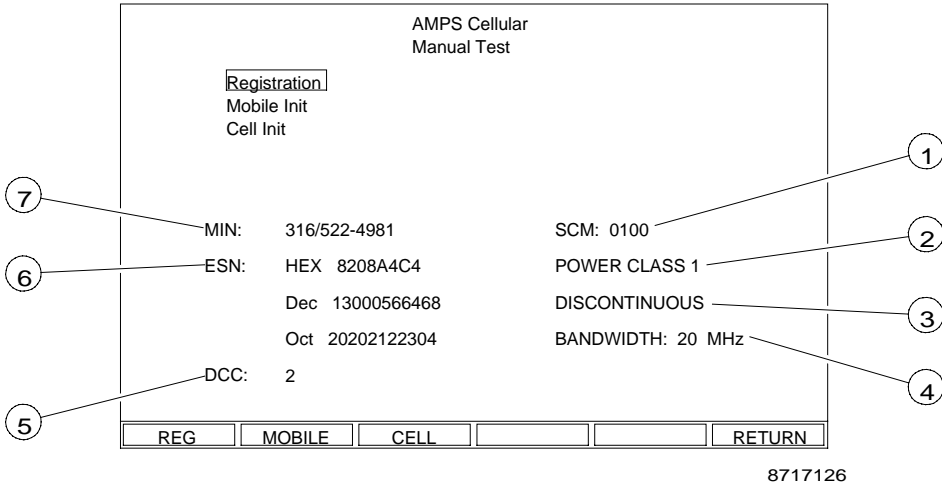 AMPS Cellular
Manual Test
Registration
Mobile Init
Cell Init
1
7
MIN: 316/522-4981 SCM: 0100
2
6
ESN: HEX 8208A4C4 POWER CLASS 1
Dec 13000566468 DISCONTINUOUS
3
Oct 20202122304 BANDWIDTH: 20 MHz
DCC: 2
4
5
REG MOBILE CELL RETURN
8717126